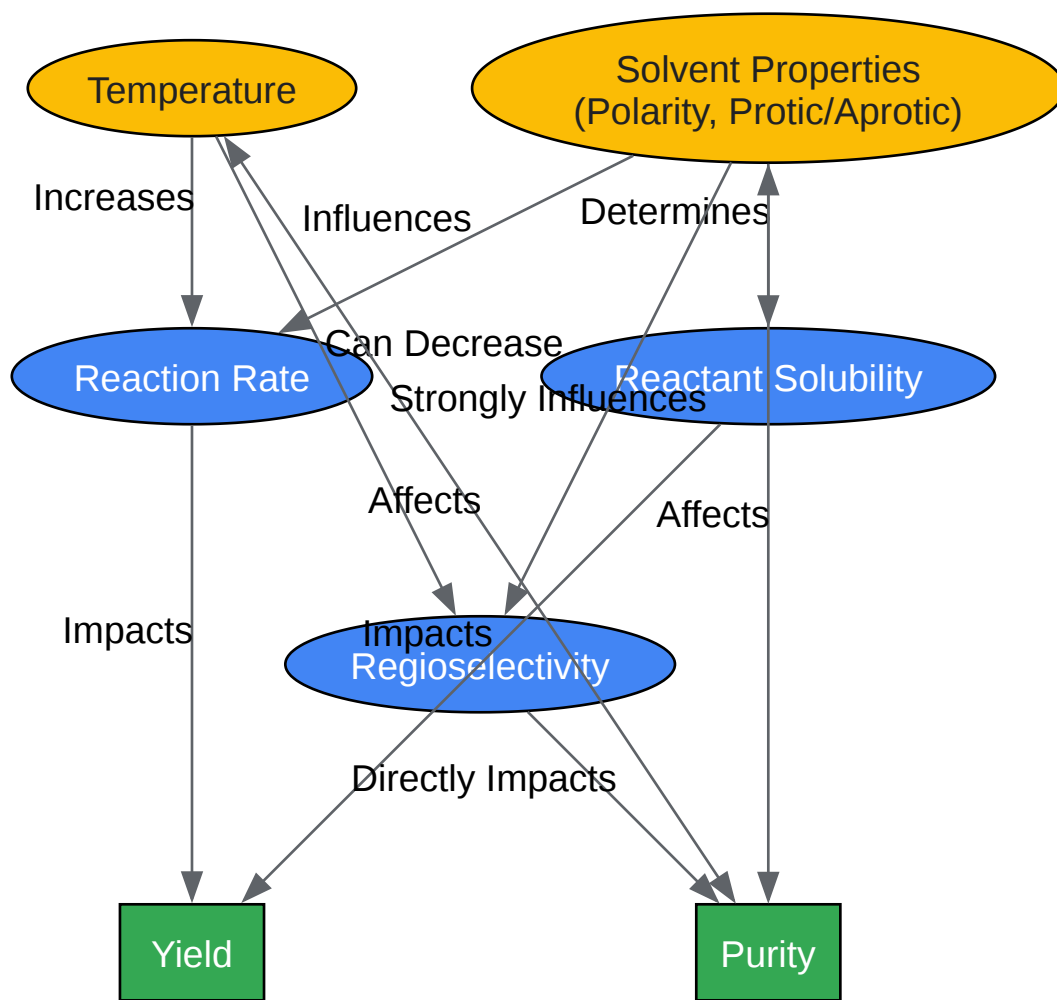 Temperature
Solvent Properties
(Polarity, Protic/Aprotic)
Increases
Influences
Determines
Can Decrease
Reaction Rate
Reactant Solubility
Strongly Influences
Affects
Affects
Impacts
Impacts
Regioselectivity
Directly Impacts
Yield
Purity